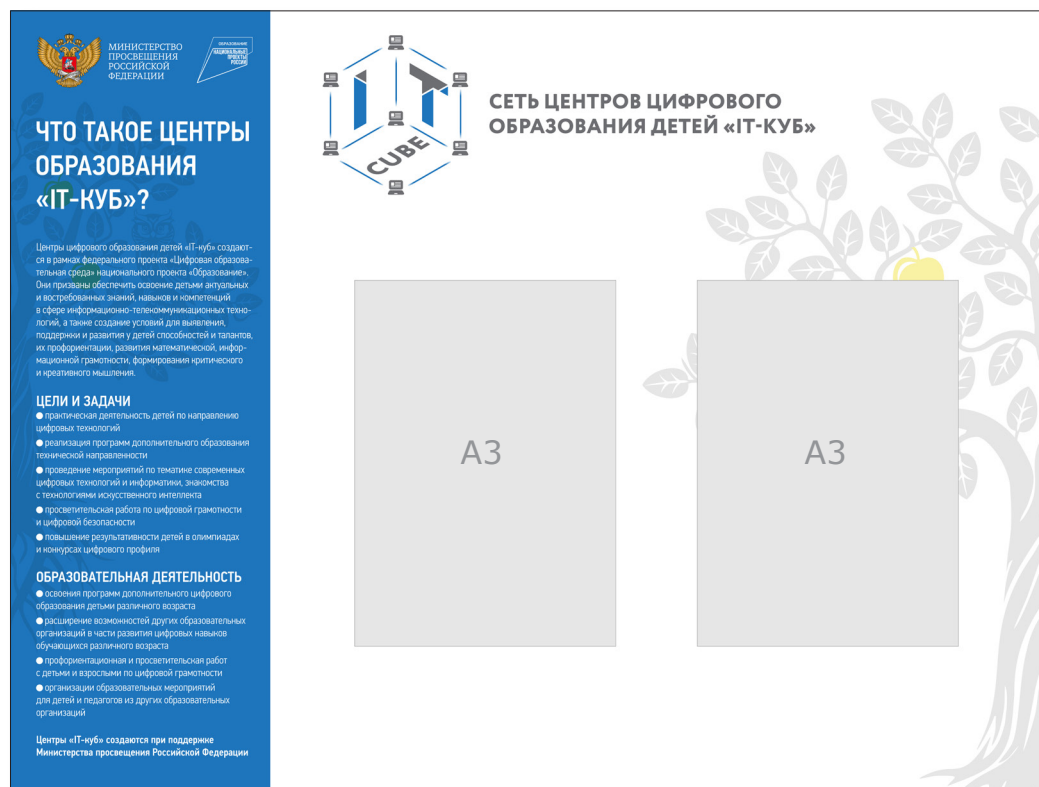 МИНИСТЕРСТВО
ПРОСВЕЩЕНИЯ
РОССИЙСКОЙ
ФЕДЕРАЦИИ
ОБРАЗОВАНИЕ
НАЦИОНАЛЬНЫЕ
ПРОЕКТЫ
РОССИИ
ЧТО ТАКОЕ ЦЕНТРЫ
ОБРАЗОВАНИЯ
«IT-КУБ»?
Центры цифрового образования детей «IT-куб» создают-
ся в рамках федерального проекта «Цифровая образова-
тельная среда» национального проекта «Образование».
Они призваны обеспечить освоение детьми актуальных
и востребованных знаний, навыков и компетенций
в сфере информационно-телекоммуникационных техно-
логий, а также создание условий для выявления,
поддержки и развития у детей способностей и талантов,
их профориентации, развития математической, инфор-
мационной грамотности, формирования критического
и креативного мышления.
ЦЕЛИ И ЗАДАЧИ
● практическая деятельность детей по направлению
цифровых технологий
● реализация программ дополнительного образования
технической направленности
● проведение мероприятий по тематике современных
цифровых технологий и информатики, знакомства
с технологиями искусственного интеллекта
● просветительская работа по цифровой грамотности
и цифровой безопасности
● повышение результативности детей в олимпиадах
и конкурсах цифрового профиля
ОБРАЗОВАТЕЛЬНАЯ ДЕЯТЕЛЬНОСТЬ
● освоения программ дополнительного цифрового
образования детьми различного возраста
● расширение возможностей других образовательных
организаций в части развития цифровых навыков
обучающихся различного возраста
● профориентационная и просветительская работ
с детьми и взрослыми по цифровой грамотности
● организации образовательных мероприятий
для детей и педагогов из других образовательных
организаций
Центры «IT-куб» создаются при поддержке
Министерства просвещения Российской Федерации
IT
CUBE
СЕТЬ ЦЕНТРОВ ЦИФРОВОГО
ОБРАЗОВАНИЯ ДЕТЕЙ «IT-КУБ»
А3
А3